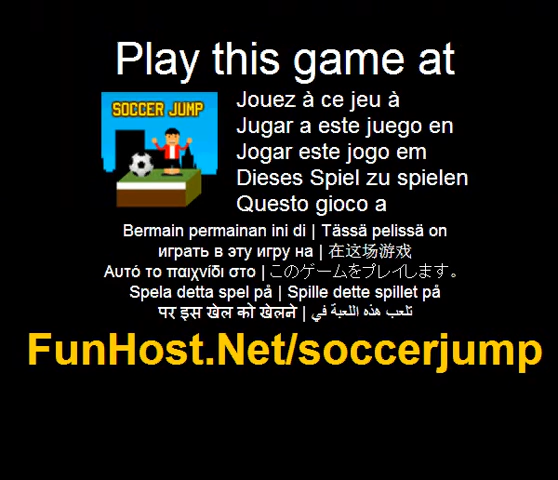 Play this game at
SOCCER JUMP
Jouez à ce jeu à
Jugar a este juego en
Jogar este jogo em
Dieses Spiel zu spielen
Questo gioco a
Bermain permainan ini di | Tässä pelissä on
играть в эту игру на | 在这场游戏
Αυτό το παιχνίδι στο | このゲームをプレイします。
Spela detta spel på | Spille dette spillet på
पर इस खेल को खेलने | تلعب هذه اللعبة في
FunHost.Net/soccerjump